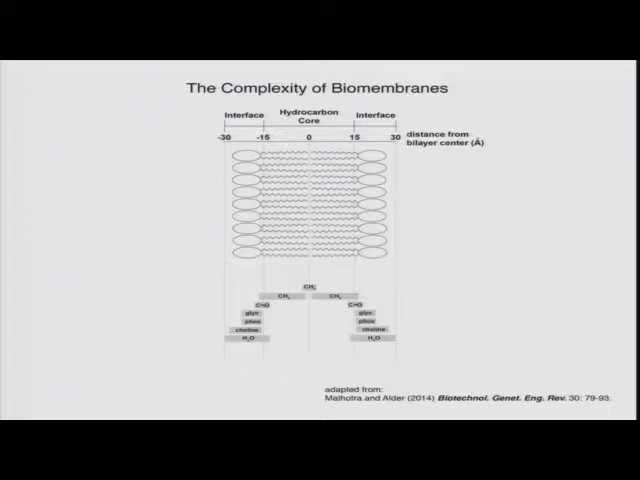 The Complexity of Biomembranes
Interface Hydrocarbon Core Interface
-30 -15 0 15 30 distance from
bilayer center (Å)
CH₃
CH₂ CH₂
C=O C=O
glyc glyc
phos phos
choline choline
H₂O H₂O
adapted from:
Malhotra and Alder (2014) Biotechnol. Genet. Eng. Rev. 30: 79-93.